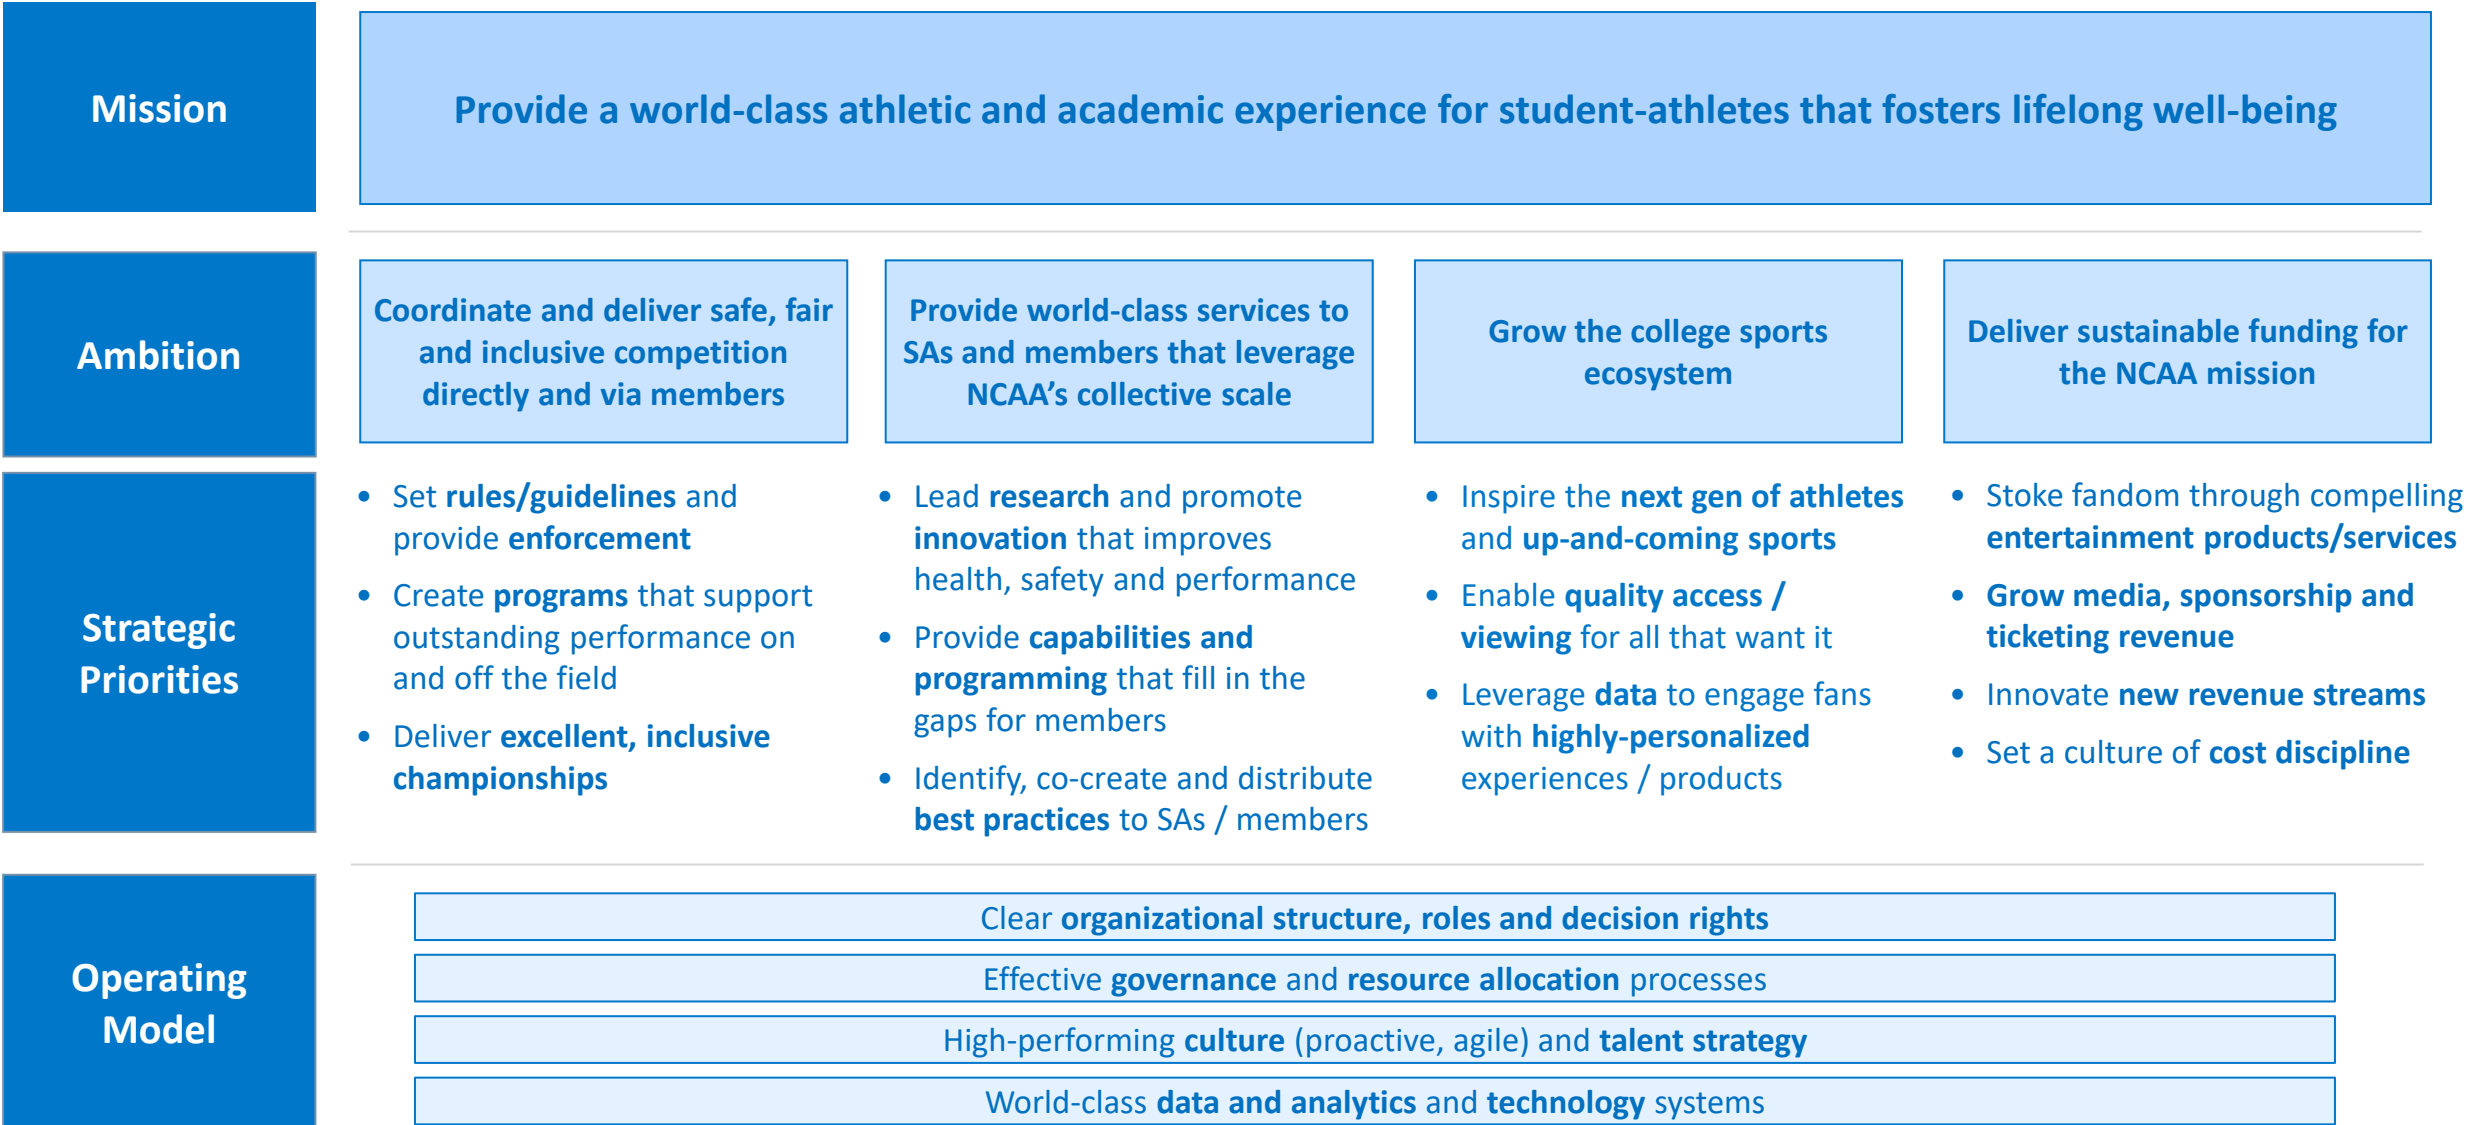 Mission
Provide a world-class athletic and academic experience for student-athletes that fosters lifelong well-being
Ambition
Coordinate and deliver safe, fair
and inclusive competition
directly and via members
Provide world-class services to
SAs and members that leverage
NCAA’s collective scale
Grow the college sports
ecosystem
Deliver sustainable funding for
the NCAA mission
Strategic
Priorities
• Set rules/guidelines and
provide enforcement
• Create programs that support
outstanding performance on
and off the field
• Deliver excellent, inclusive
championships
• Lead research and promote
innovation that improves
health, safety and performance
• Provide capabilities and
programming that fill in the
gaps for members
• Identify, co-create and distribute
best practices to SAs / members
• Inspire the next gen of athletes
and up-and-coming sports
• Enable quality access /
viewing for all that want it
• Leverage data to engage fans
with highly-personalized
experiences / products
• Stoke fandom through compelling
entertainment products/services
• Grow media, sponsorship and
ticketing revenue
• Innovate new revenue streams
• Set a culture of cost discipline
Operating
Model
Clear organizational structure, roles and decision rights
Effective governance and resource allocation processes
High-performing culture (proactive, agile) and talent strategy
World-class data and analytics and technology systems